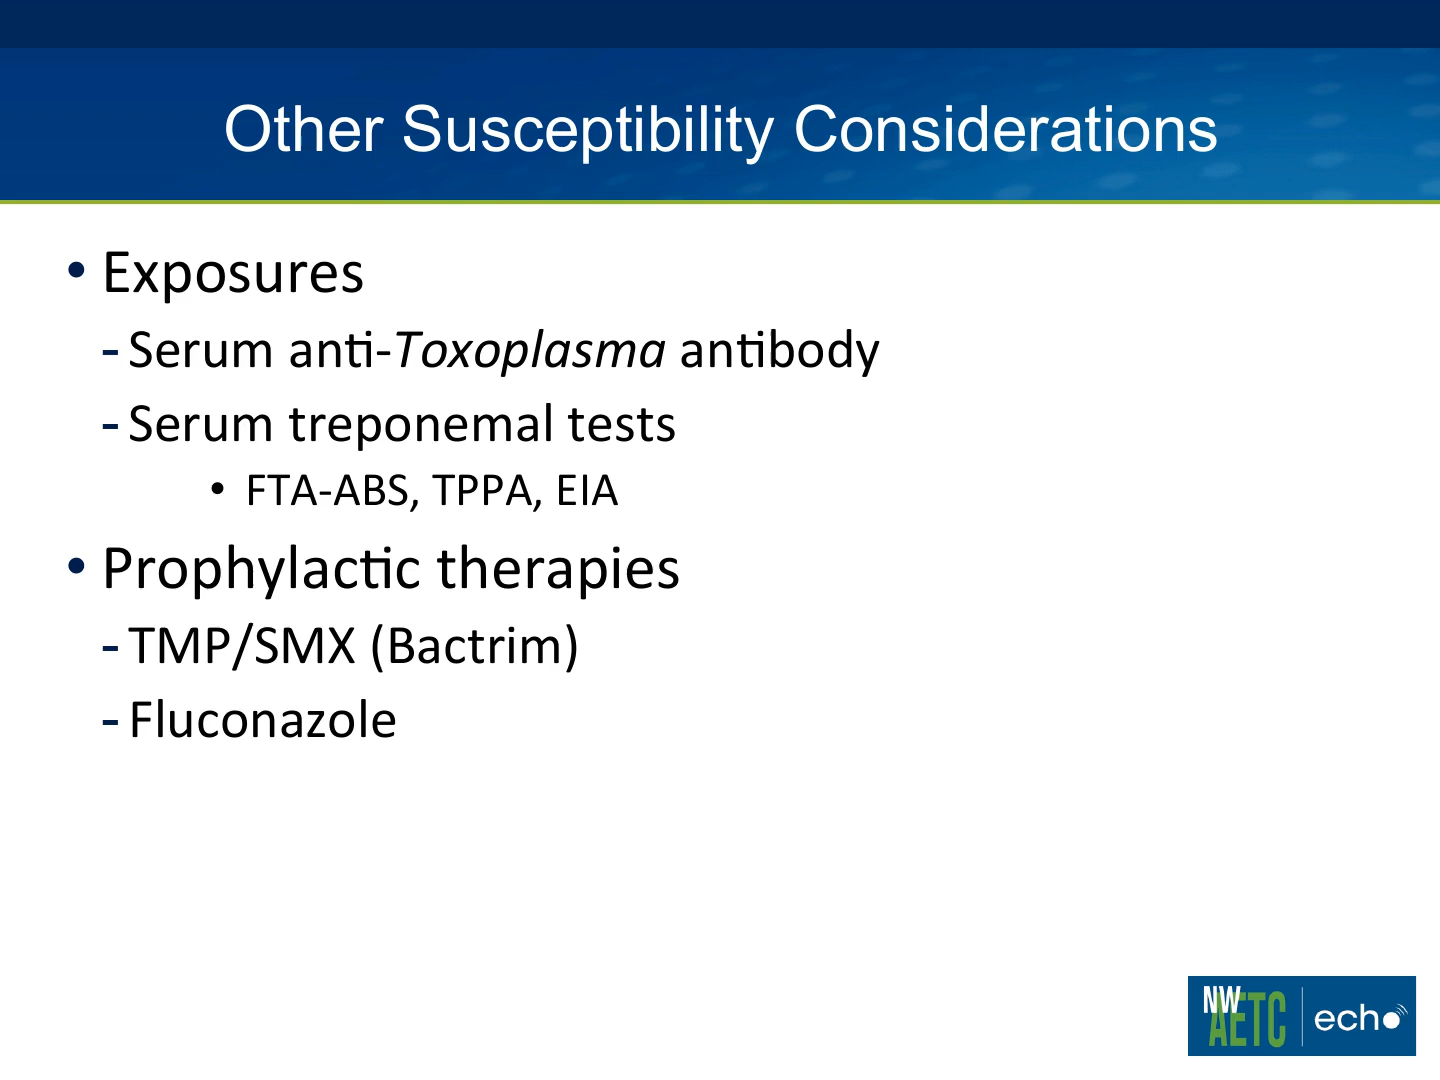 Other Susceptibility Considerations
• Exposures
- Serum anti-Toxoplasma antibody
- Serum treponemal tests
• FTA-ABS, TPPA, EIA
• Prophylactic therapies
- TMP/SMX (Bactrim)
- Fluconazole
NW
AETC
echo